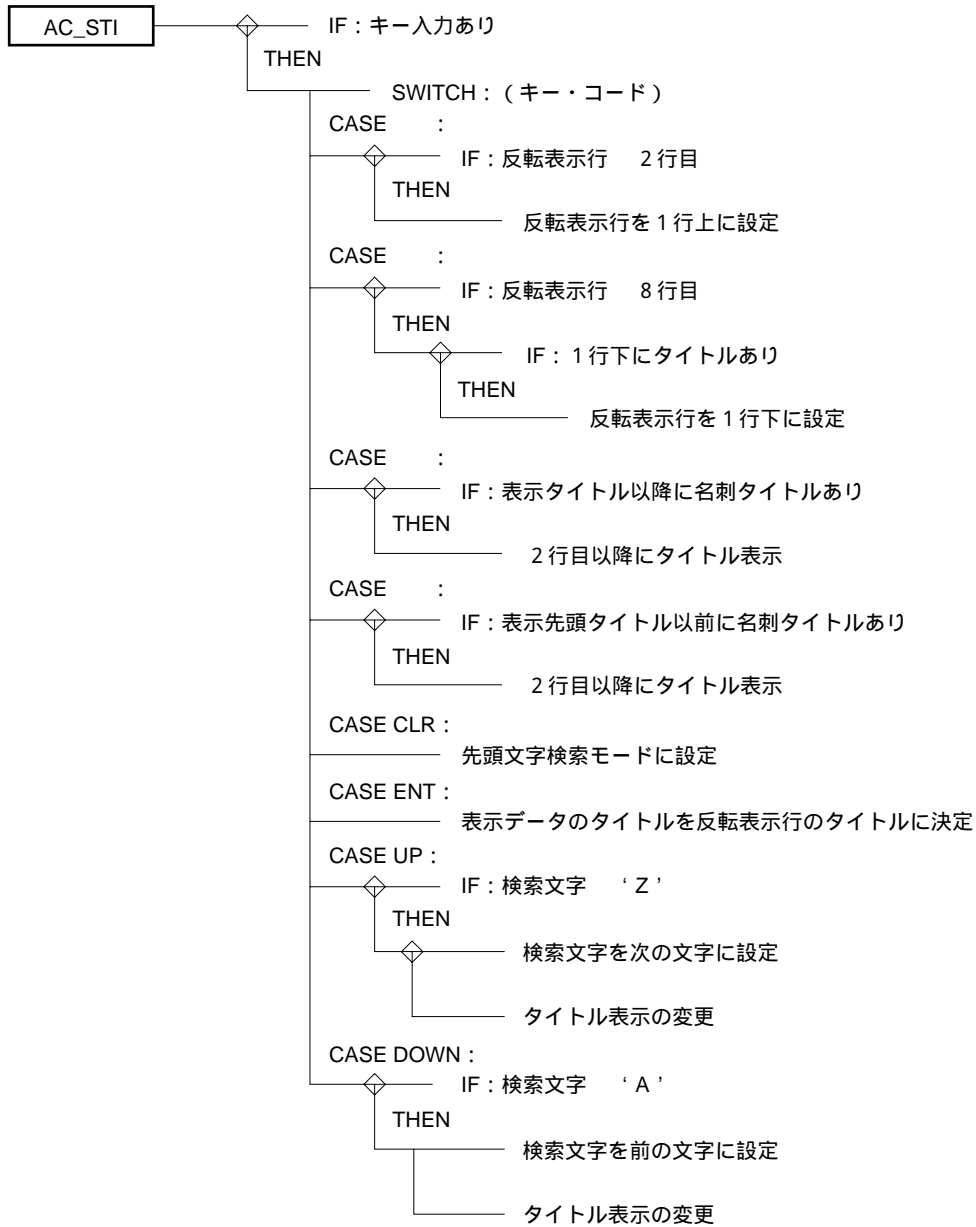 AC_STI
IF：キー入力あり
THEN
SWITCH：（キー・コード）
CASE ：
IF：反転表示行 2行目
THEN
反転表示行を1行上に設定
CASE ：
IF：反転表示行 8行目
THEN
IF：1行下にタイトルあり
THEN
反転表示行を1行下に設定
CASE ：
IF：表示タイトル以降に名刺タイトルあり
THEN
2行目以降にタイトル表示
CASE ：
IF：表示先頭タイトル以前に名刺タイトルあり
THEN
2行目以降にタイトル表示
CASE CLR：
先頭文字検索モードに設定
CASE ENT：
表示データのタイトルを反転表示行のタイトルに決定
CASE UP：
IF：検索文字 ‘Z’
THEN
検索文字を次の文字に設定
タイトル表示の変更
CASE DOWN：
IF：検索文字 ‘A’
THEN
検索文字を前の文字に設定
タイトル表示の変更